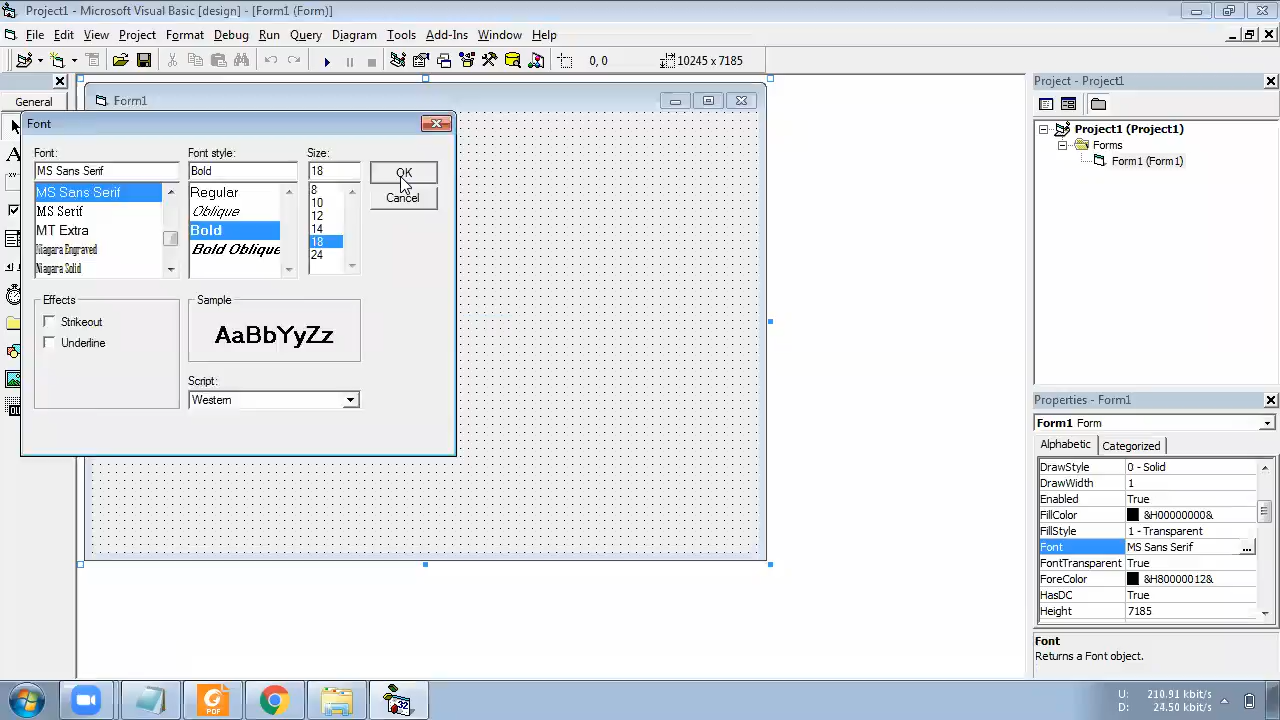 Project1 - Microsoft Visual Basic [design] - [Form1 (Form)]
File Edit View Project Format Debug Run Query Diagram Tools Add-Ins Window Help
0, 0 10245 x 7185
General
Form1
Font
Font: Font style: Size:
MS Sans Serif Bold 18 OK
MS Sans Serif Regular 8
Cancel
MS Serif Oblique 10
MT Extra Bold 12
Niagara Engraved Bold Oblique 14
Niagara Solid 18
24
Effects Sample
Strikeout
Underline
AaBbYyZz
Script:
Western
Project - Project1
Project1 (Project1)
Forms
Form1 (Form1)
Properties - Form1
Form1 Form
Alphabetic Categorized
DrawStyle 0 - Solid
DrawWidth 1
Enabled True
FillColor &H00000000&
FillStyle 1 - Transparent
Font MS Sans Serif ...
FontTransparent True
ForeColor &H80000012&
HasDC True
Height 7185
Font
Returns a Font object.
PDF
32
U: 210.91 kbit/s
D: 24.50 kbit/s